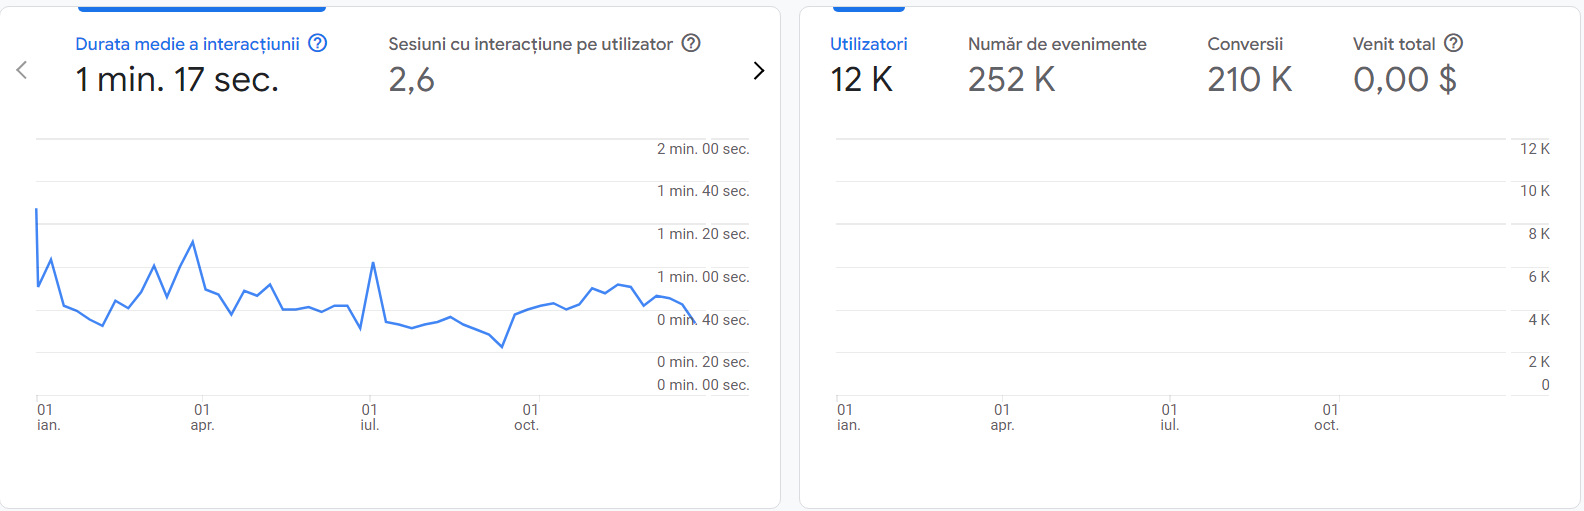 Durata medie a interacțiunii
1 min. 17 sec.
Sesiuni cu interacțiune pe utilizator
2,6
2 min. 00 sec.
1 min. 40 sec.
1 min. 20 sec.
1 min. 00 sec.
0 min. 40 sec.
0 min. 20 sec.
0 min. 00 sec.
01 ian.
01 apr.
01 iul.
01 oct.
Utilizatori
12 K
Număr de evenimente
252 K
Conversii
210 K
Venit total
0,00 $
12 K
10 K
8 K
6 K
4 K
2 K
0
01 ian.
01 apr.
01 iul.
01 oct.